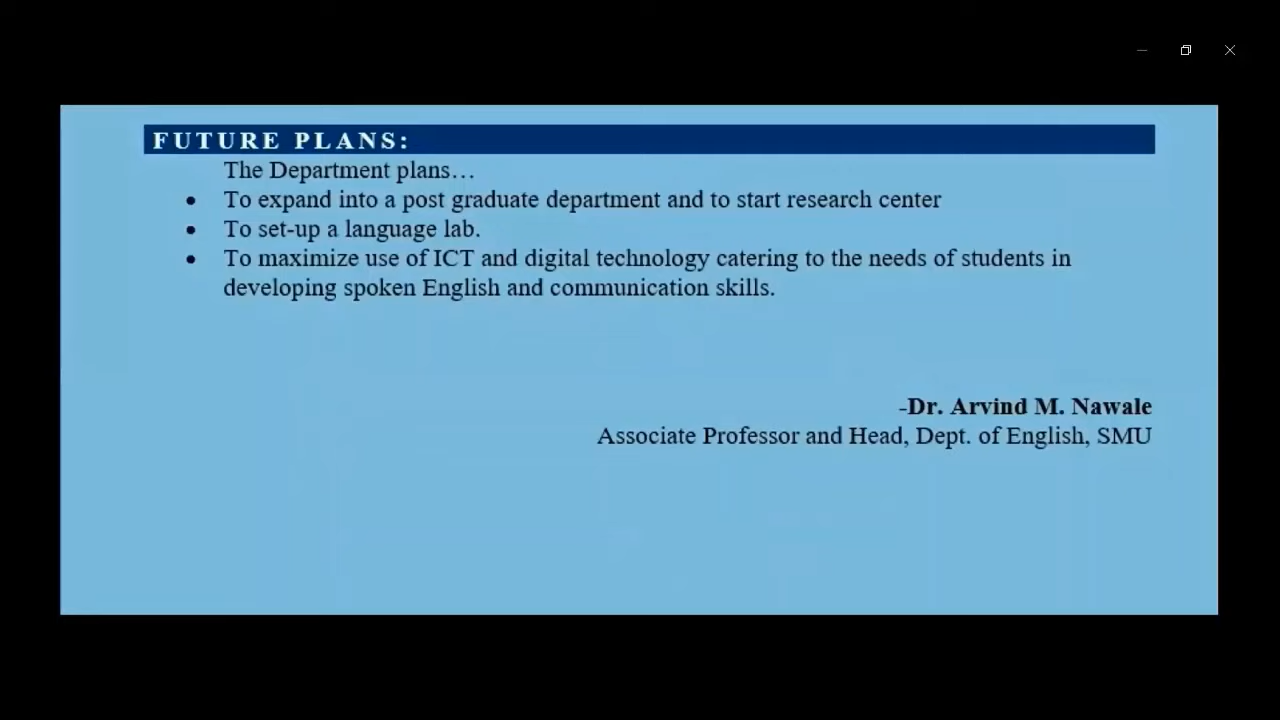 FUTURE PLANS:
The Department plans…
• To expand into a post graduate department and to start research center
• To set-up a language lab.
• To maximize use of ICT and digital technology catering to the needs of students in
developing spoken English and communication skills.
-Dr. Arvind M. Nawale
Associate Professor and Head, Dept. of English, SMU